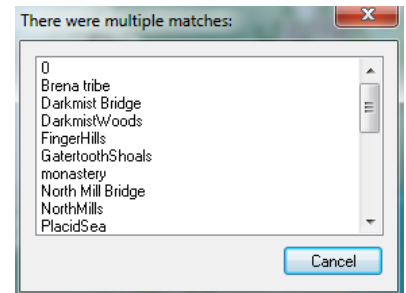 There were multiple matches:
0
Brena tribe
Darkmist Bridge
DarkmistWoods
FingerHills
GatertoothShoals
monastery
North Mill Bridge
NorthMills
PlacidSea
Cancel